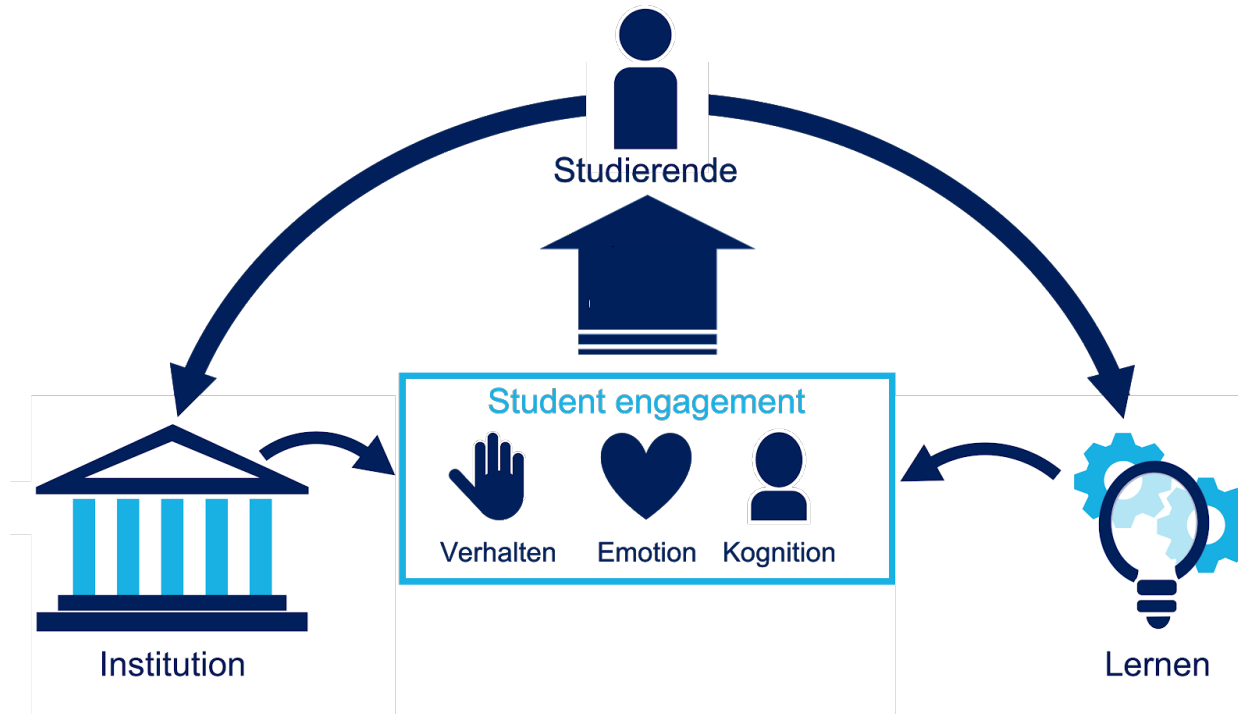 Studierende
Student engagement
Verhalten Emotion Kognition
Institution
Lernen